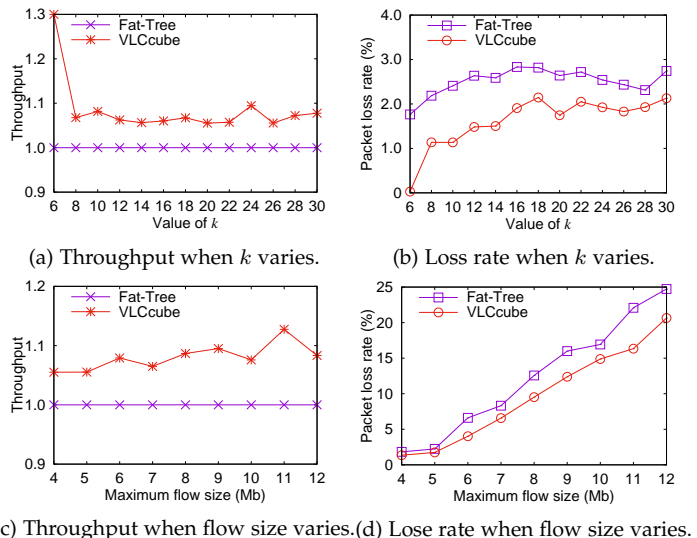 1.3
1.2
1.1
1.0
0.9
Throughput
Fat-Tree
VLCcube
6 8 10 12 14 16 18 20 22 24 26 28 30
Value of k
(a) Throughput when k varies.
4.0
3.0
2.0
1.0
0.0
Packet loss rate (%)
Fat-Tree
VLCcube
6 8 10 12 14 16 18 20 22 24 26 28 30
Value of k
(b) Loss rate when k varies.
1.2
1.1
1.0
0.9
Throughput
Fat-Tree
VLCcube
4 5 6 7 8 9 10 11 12
Maximum flow size (Mb)
c) Throughput when flow size varies.
25
20
15
10
5
0
Packet loss rate (%)
Fat-Tree
VLCcube
4 5 6 7 8 9 10 11 12
Maximum flow size (Mb)
(d) Lose rate when flow size varies.